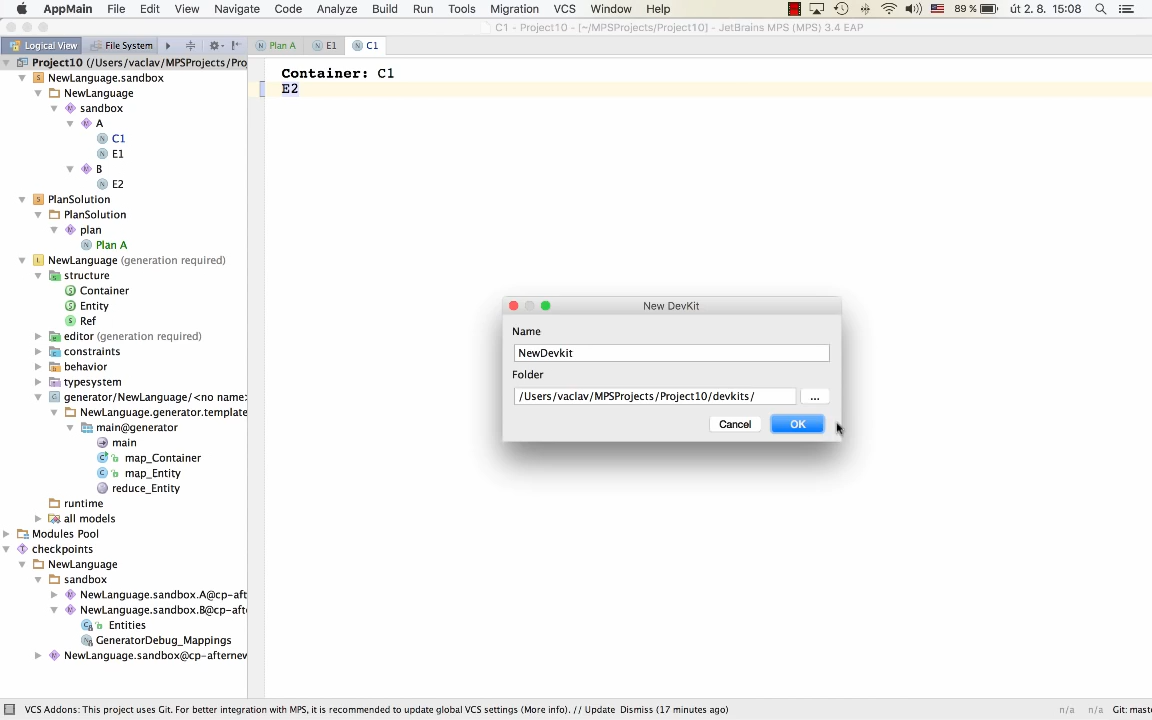 AppMain File Edit View Navigate Code Analyze Build Run Tools Migration VCS Window Help 89 % út 2. 8. 15:08
C1 - Project10 - [~/MPSProjects/Project10] - JetBrains MPS (MPS) 3.4 EAP
Logical View File System Plan A E1 C1
Project10 (/Users/vaclav/MPSProjects/Pro
NewLanguage.sandbox
NewLanguage
sandbox
A
C1
E1
B
E2
PlanSolution
PlanSolution
plan
Plan A
NewLanguage (generation required)
structure
Container
Entity
Ref
editor (generation required)
constraints
behavior
typesystem
generator/NewLanguage/<no name>
NewLanguage.generator.template
main@generator
main
map_Container
map_Entity
reduce_Entity
runtime
all models
Modules Pool
checkpoints
NewLanguage
sandbox
NewLanguage.sandbox.A@cp-aft
NewLanguage.sandbox.B@cp-aft
Entities
GeneratorDebug_Mappings
NewLanguage.sandbox@cp-afternew
Container: C1
E2
New DevKit
Name
NewDevkit
Folder
/Users/vaclav/MPSProjects/Project10/devkits/ ...
Cancel OK
VCS Addons: This project uses Git. For better integration with MPS, it is recommended to update global VCS settings (More info). // Update Dismiss (17 minutes ago) n/a n/a Git: maste